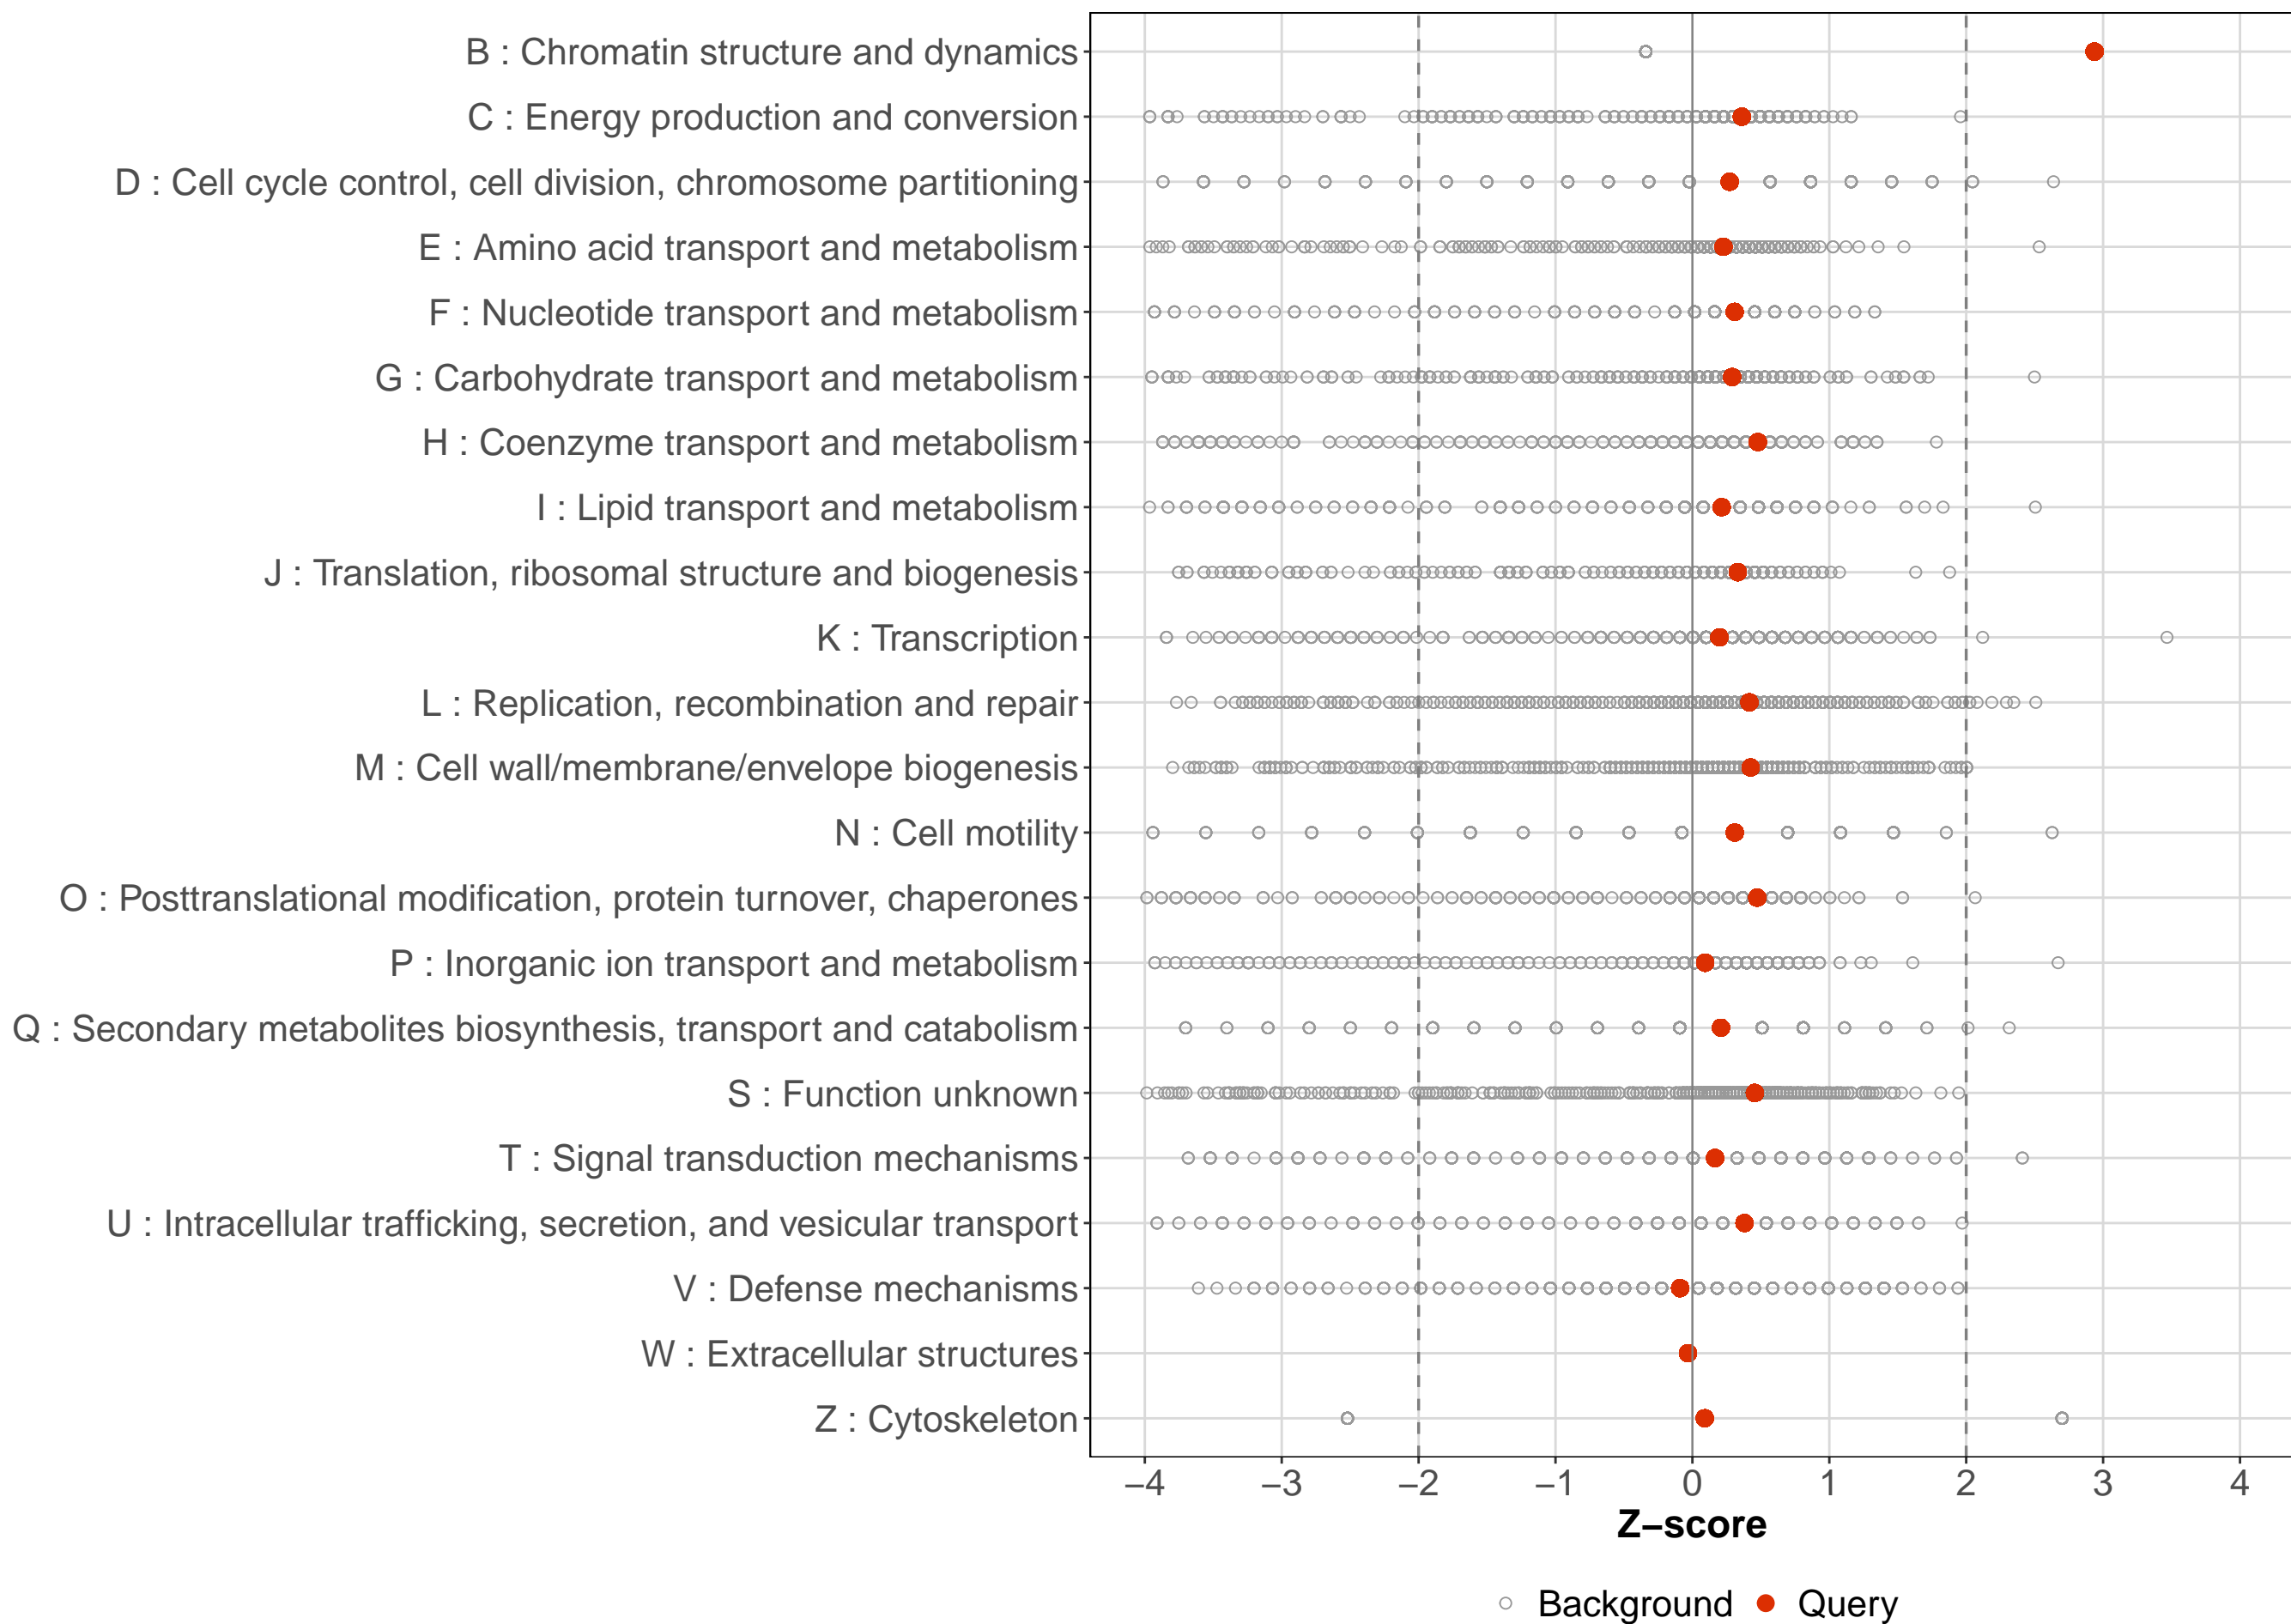 B : Chromatin structure and dynamics
C : Energy production and conversion
D : Cell cycle control, cell division, chromosome partitioning
E : Amino acid transport and metabolism
F : Nucleotide transport and metabolism
G : Carbohydrate transport and metabolism
H : Coenzyme transport and metabolism
I : Lipid transport and metabolism
J : Translation, ribosomal structure and biogenesis
K : Transcription
L : Replication, recombination and repair
M : Cell wall/membrane/envelope biogenesis
N : Cell motility
O : Posttranslational modification, protein turnover, chaperones
P : Inorganic ion transport and metabolism
Q : Secondary metabolites biosynthesis, transport and catabolism
S : Function unknown
T : Signal transduction mechanisms
U : Intracellular trafficking, secretion, and vesicular transport
V : Defense mechanisms
W : Extracellular structures
Z : Cytoskeleton
−4 −3 −2 −1 0 1 2 3 4
Z−score
Background Query